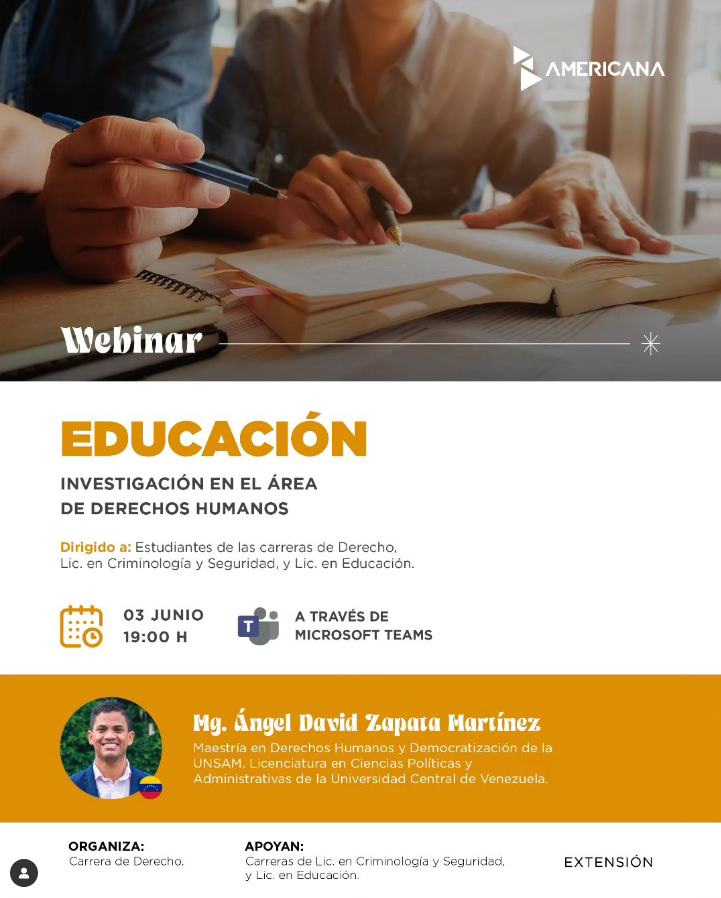 AMERICANA
Webinar
EDUCACIÓN
INVESTIGACIÓN EN EL ÁREA
DE DERECHOS HUMANOS
Dirigido a: Estudiantes de las carreras de Derecho,
Lic. en Criminología y Seguridad, y Lic. en Educación.
03 JUNIO
19:00 H
T
A TRAVÉS DE
MICROSOFT TEAMS
Mg. Ángel David Zapata Martínez
Maestría en Derechos Humanos y Democratización de la
UNSAM. Licenciatura en Ciencias Políticas y
Administrativas de la Universidad Central de Venezuela.
ORGANIZA:
Carrera de Derecho.
APOYAN:
Carreras de Lic. en Criminología y Seguridad,
y Lic. en Educación.
EXTENSIÓN